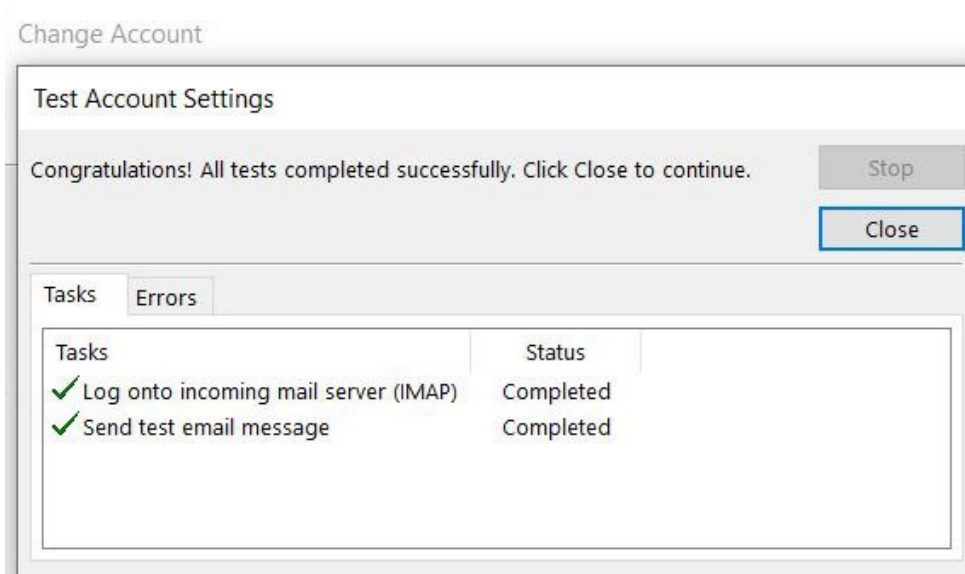 Change Account
Test Account Settings
Congratulations! All tests completed successfully. Click Close to continue.
Stop
Close
Tasks
Errors
Tasks Status
Log onto incoming mail server (IMAP) Completed
Send test email message Completed